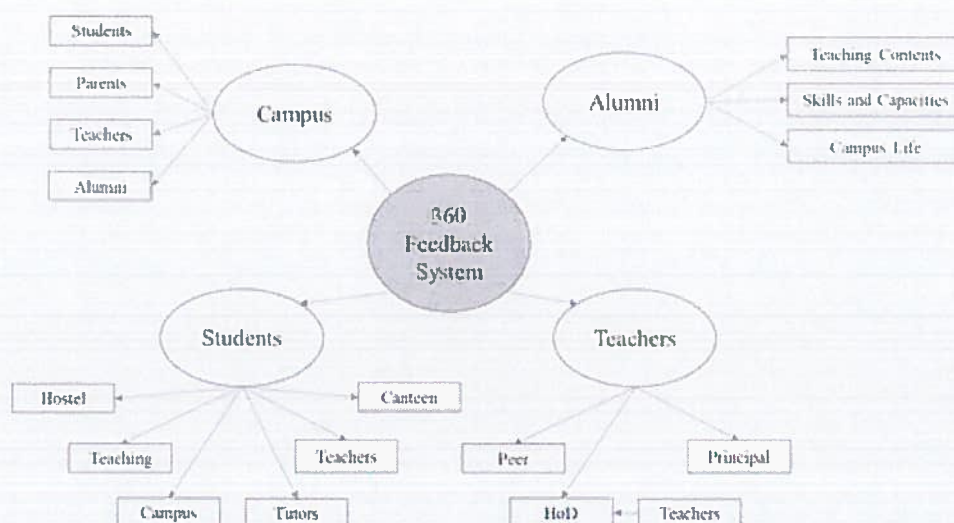 Students
Parents
Teachers
Alumni
Campus
Alumni
Teaching Contents
Skills and Capacities
Campus Life
360
Feedback
System
Students
Teachers
Hostel
Canteen
Teaching
Teachers
Campus
Tutors
Peer
Principal
HoD
Teachers